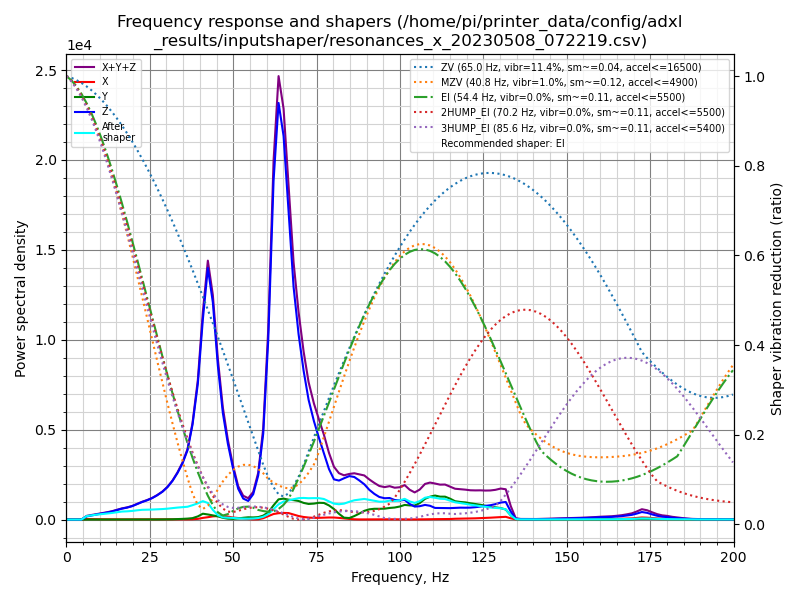 Frequency response and shapers (/home/pi/printer_data/config/adxl
_results/inputshaper/resonances_x_20230508_072219.csv)
1e4
X+Y+Z
X
Y
Z
After
shaper
ZV (65.0 Hz, vibr=11.4%, sm~=0.04, accel<=16500)
MZV (40.8 Hz, vibr=1.0%, sm~=0.12, accel<=4900)
EI (54.4 Hz, vibr=0.0%, sm~=0.11, accel<=5500)
2HUMP_EI (70.2 Hz, vibr=0.0%, sm~=0.11, accel<=5500)
3HUMP_EI (85.6 Hz, vibr=0.0%, sm~=0.11, accel<=5400)
Recommended shaper: EI
Power spectral density
2.5
2.0
1.5
1.0
0.5
0.0
1.0
0.8
0.6
0.4
0.2
0.0
Shaper vibration reduction (ratio)
0 25 50 75 100 125 150 175 200
Frequency, Hz